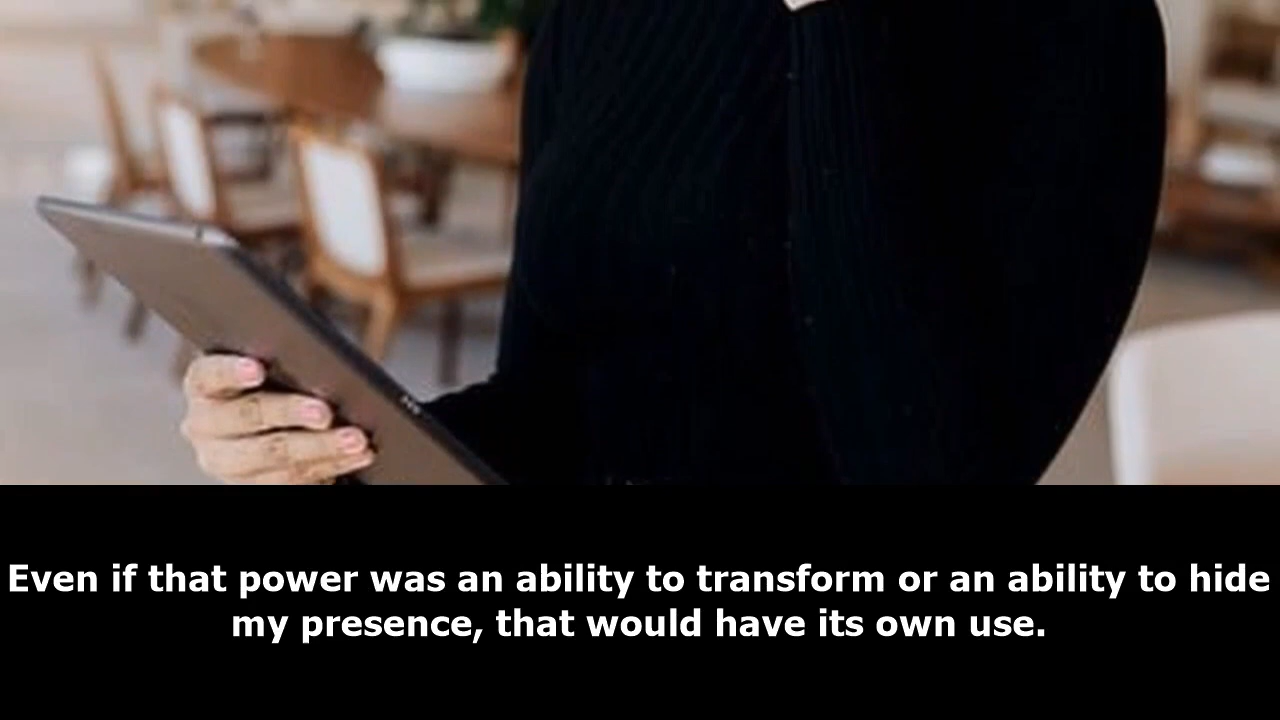 Even if that power was an ability to transform or an ability to hide
my presence, that would have its own use.